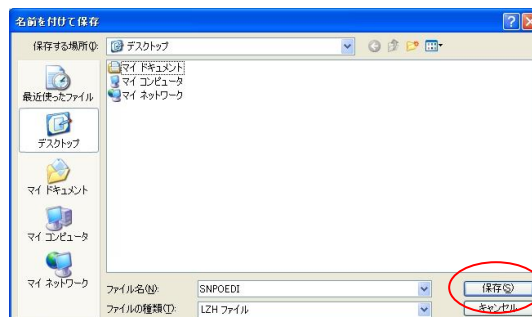 名前を付けて保存
保存する場所(I):
デスクトップ
マイ ドキュメント
マイ コンピュータ
マイ ネットワーク
最近使ったファイル
デスクトップ
マイ ドキュメント
マイ コンピュータ
マイ ネットワーク
ファイル名(N):
SNPOEDI
保存(S)
ファイルの種類(T):
LZH ファイル
キャンセル